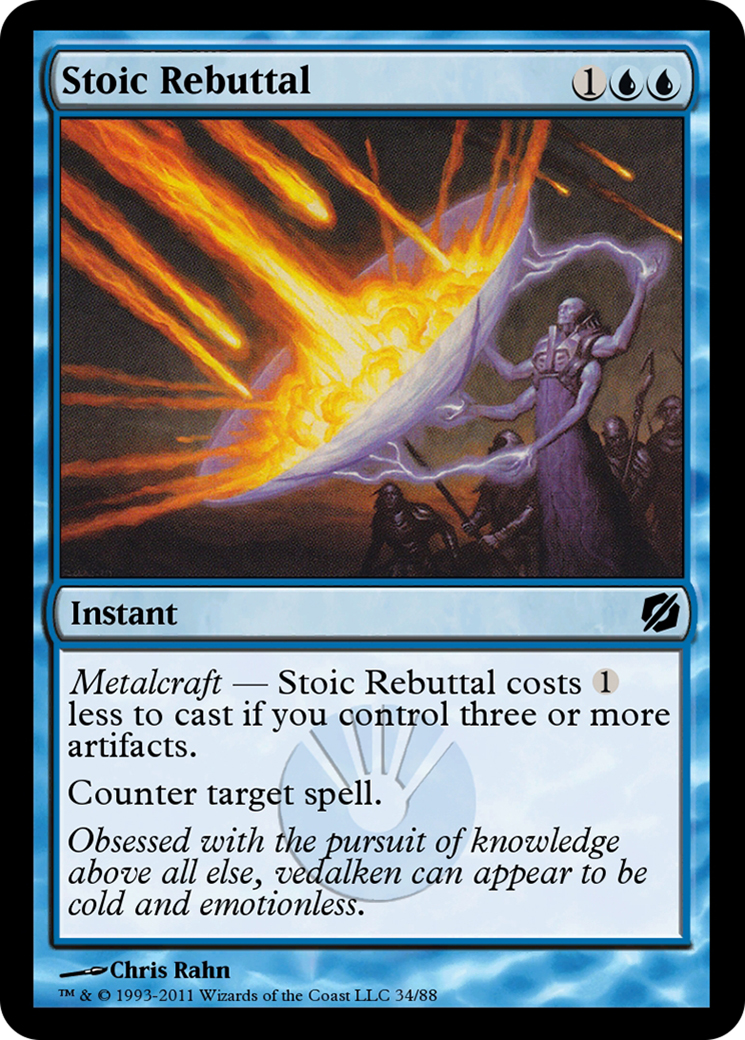 Stoic Rebuttal 1
Instant
Metalcraft — Stoic Rebuttal costs 1
less to cast if you control three or more
artifacts.
Counter target spell.
Obsessed with the pursuit of knowledge
above all else, vedalken can appear to be
cold and emotionless.
Chris Rahn
™ & © 1993-2011 Wizards of the Coast LLC 34/88